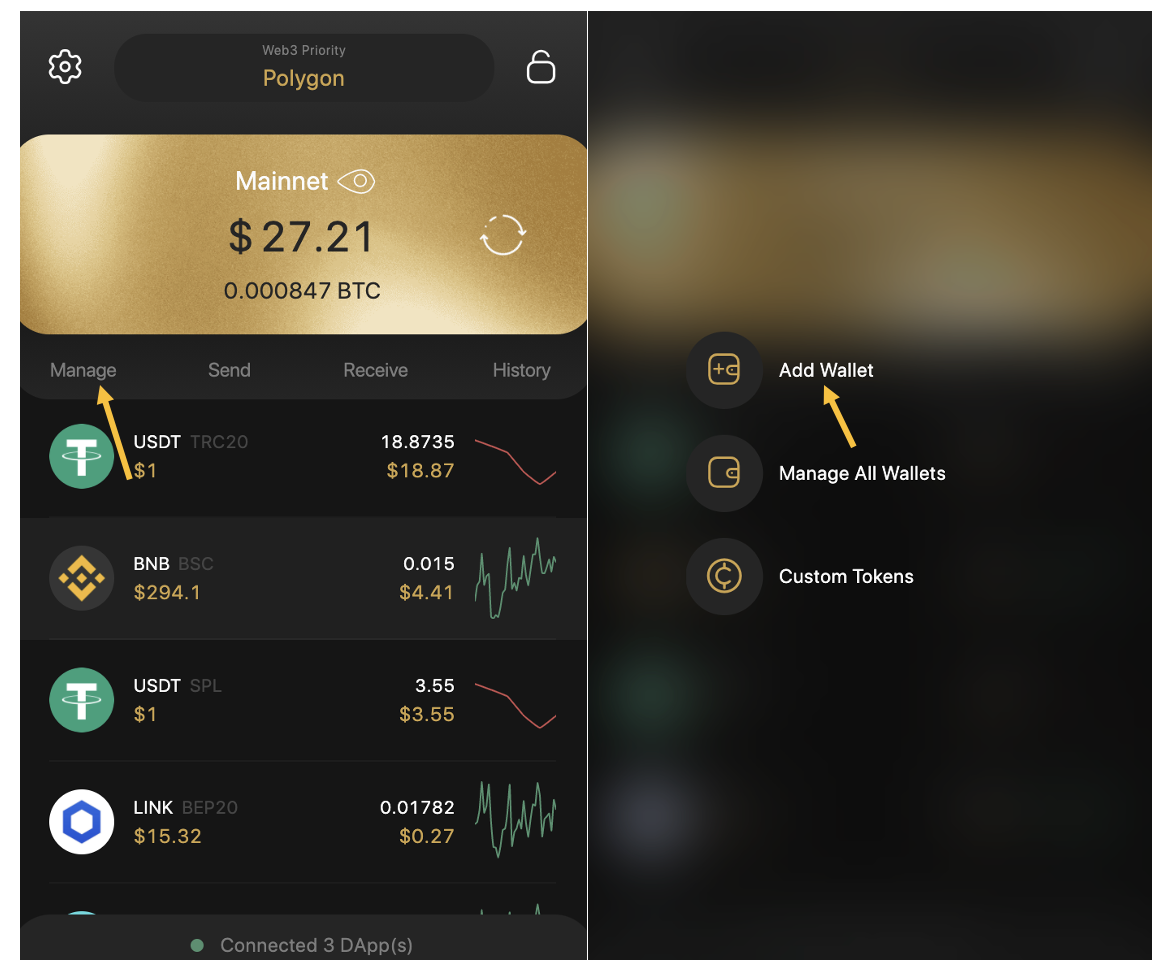 Web3 Priority
Polygon
Mainnet
$ 27.21
0.000847 BTC
Manage Send Receive History
USDT TRC20 18.8735
$1 $18.87
BNB BSC 0.015
$294.1 $4.41
USDT SPL 3.55
$1 $3.55
LINK BEP20 0.01782
$15.32 $0.27
Connected 3 DApp(s)
Add Wallet
Manage All Wallets
Custom Tokens